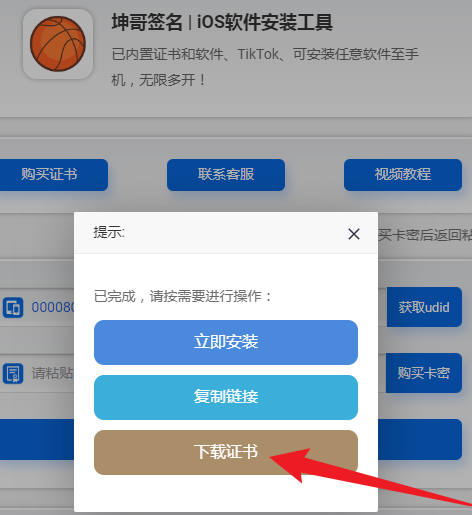 坤哥签名 | iOS软件安装工具
已内置证书和软件、TikTok、可安装任意软件至手
机，无限多开！
购买证书
联系客服
视频教程
提示:
买卡密后返回粘
已完成，请按需要进行操作：
00008
获取udid
立即安装
请粘贴
购买卡密
复制链接
下载证书